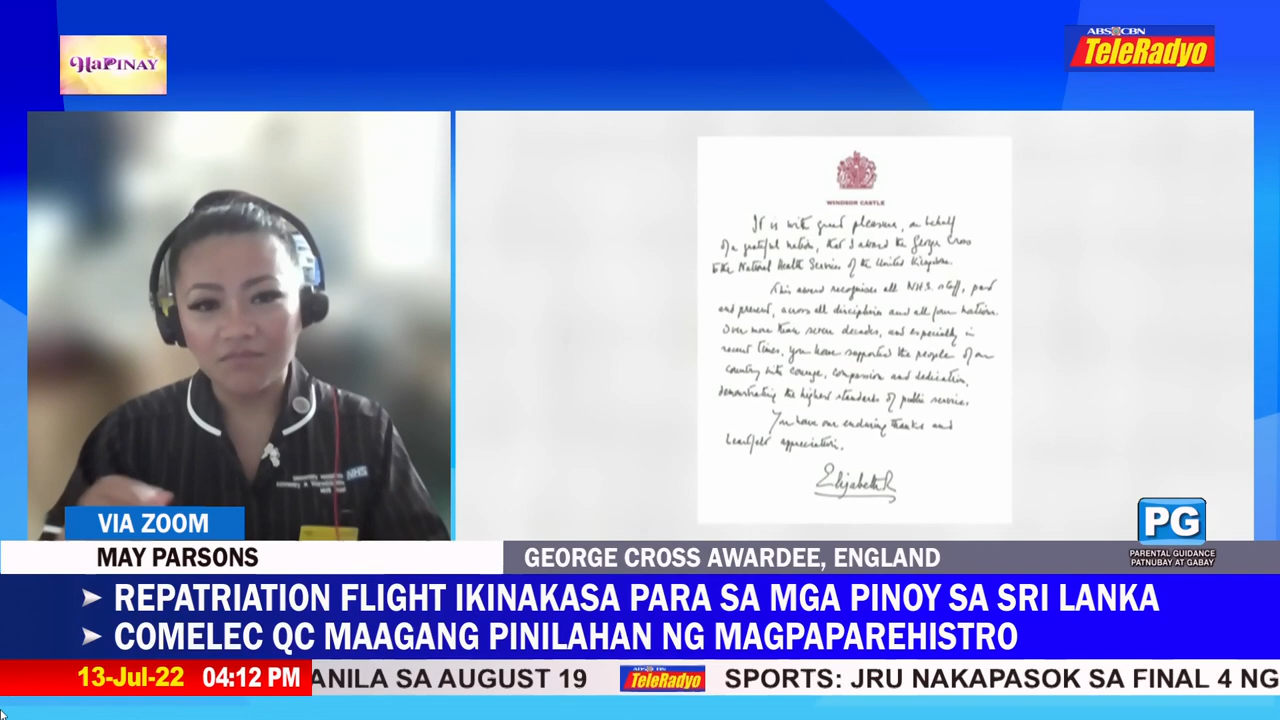 HaPINAY
ABS-CBN
TeleRadyo
WINDSOR CASTLE
It is with great pleasure, on behalf
of a grateful nation, that I award the George Cross
to the National Health Services of the United Kingdom.
This award recognises all NHS staff, past
and present, across all disciplines and all four nations.
Over more than seven decades, and especially in
recent times, you have supported the people of our
country with courage, compassion and dedication,
demonstrating the highest standards of public service.
You have our enduring thanks and
heartfelt appreciation.
Elizabeth R
NHS
VIA ZOOM
PG
PARENTAL GUIDANCE
PATNUBAY AT GABAY
MAY PARSONS
GEORGE CROSS AWARDEE, ENGLAND
REPATRIATION FLIGHT IKINAKASA PARA SA MGA PINOY SA SRI LANKA
COMELEC QC MAAGANG PINILAHAN NG MAGPAPAREHISTRO
13-Jul-22 04:12 PM ANILA SA AUGUST 19 ABS-CBN TeleRadyo SPORTS: JRU NAKAPASOK SA FINAL 4 NG